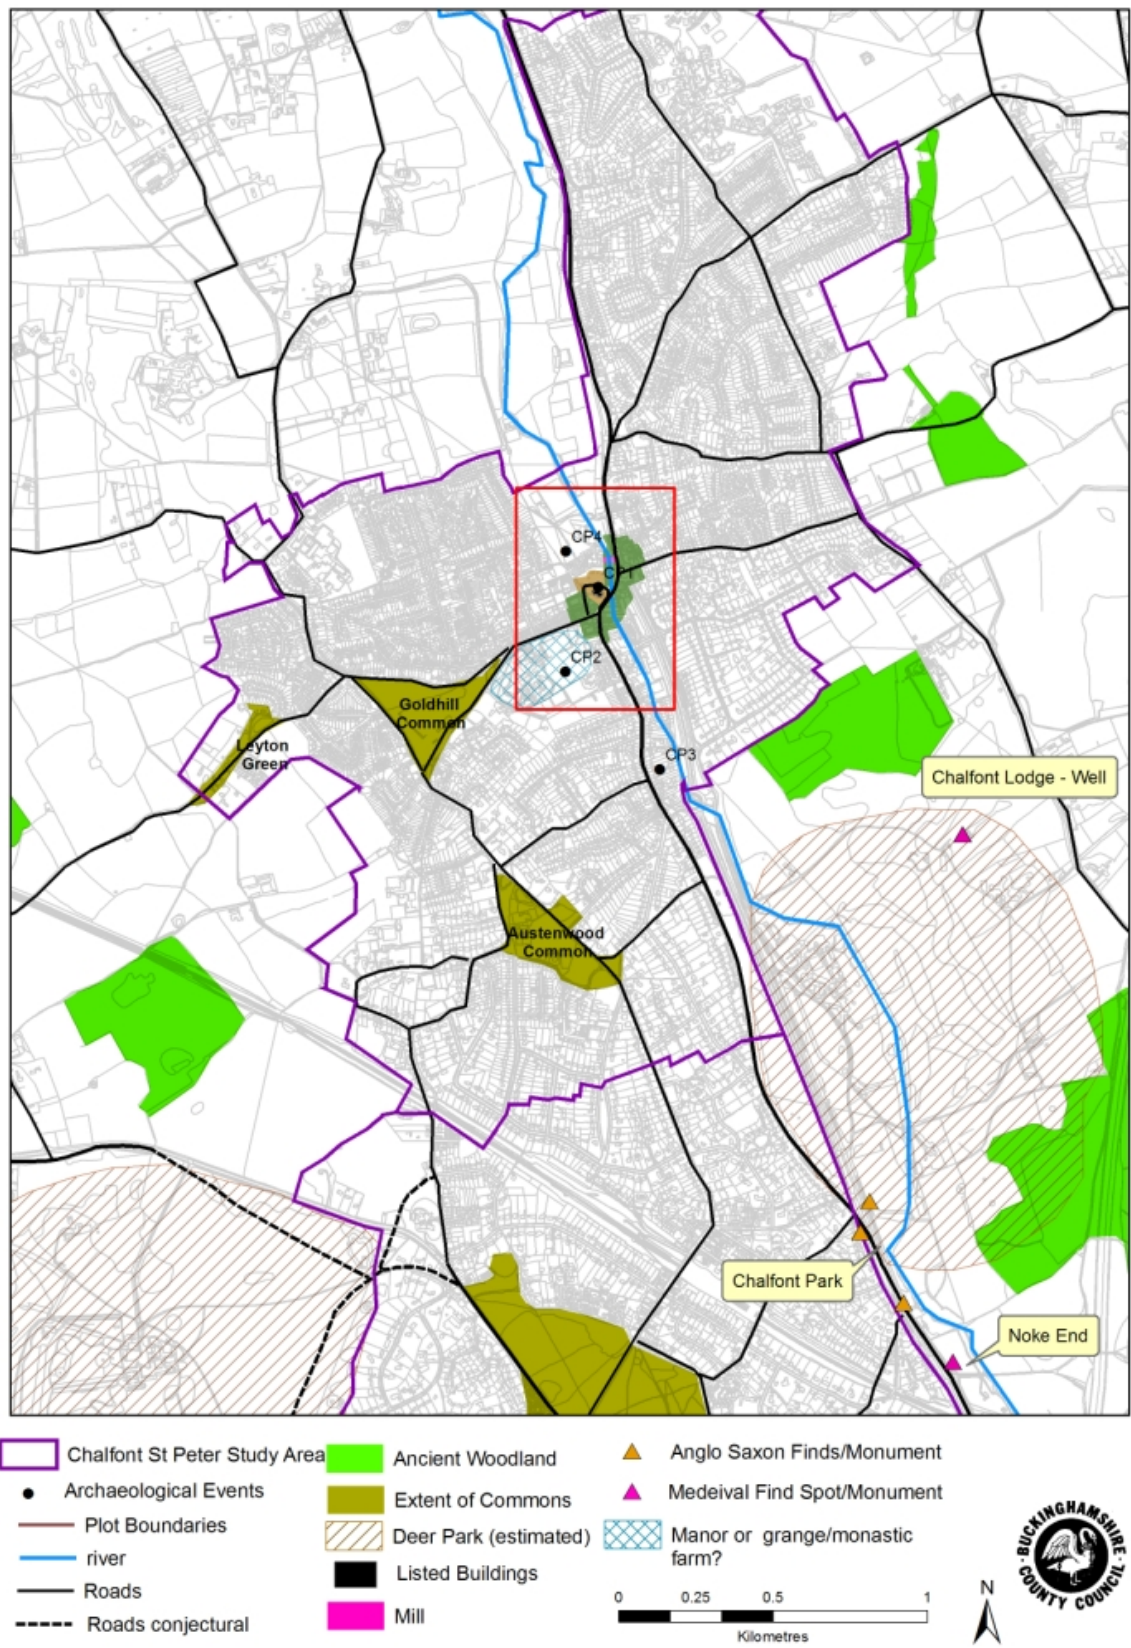 CP4
CP2
Goldhill
Common
Leyton
Green
CP3
Chalfont Lodge - Well
Austenwood
Common
Chalfont Park
Noke End
Chalfont St Peter Study Area
Archaeological Events
Plot Boundaries
river
Roads
Roads conjectural
Ancient Woodland
Extent of Commons
Deer Park (estimated)
Listed Buildings
Mill
Anglo Saxon Finds/Monument
Medeival Find Spot/Monument
Manor or grange/monastic
farm?
0 0.25 0.5 1
Kilometres
N
BUCKINGHAMSHIRE
COUNTY COUNCIL